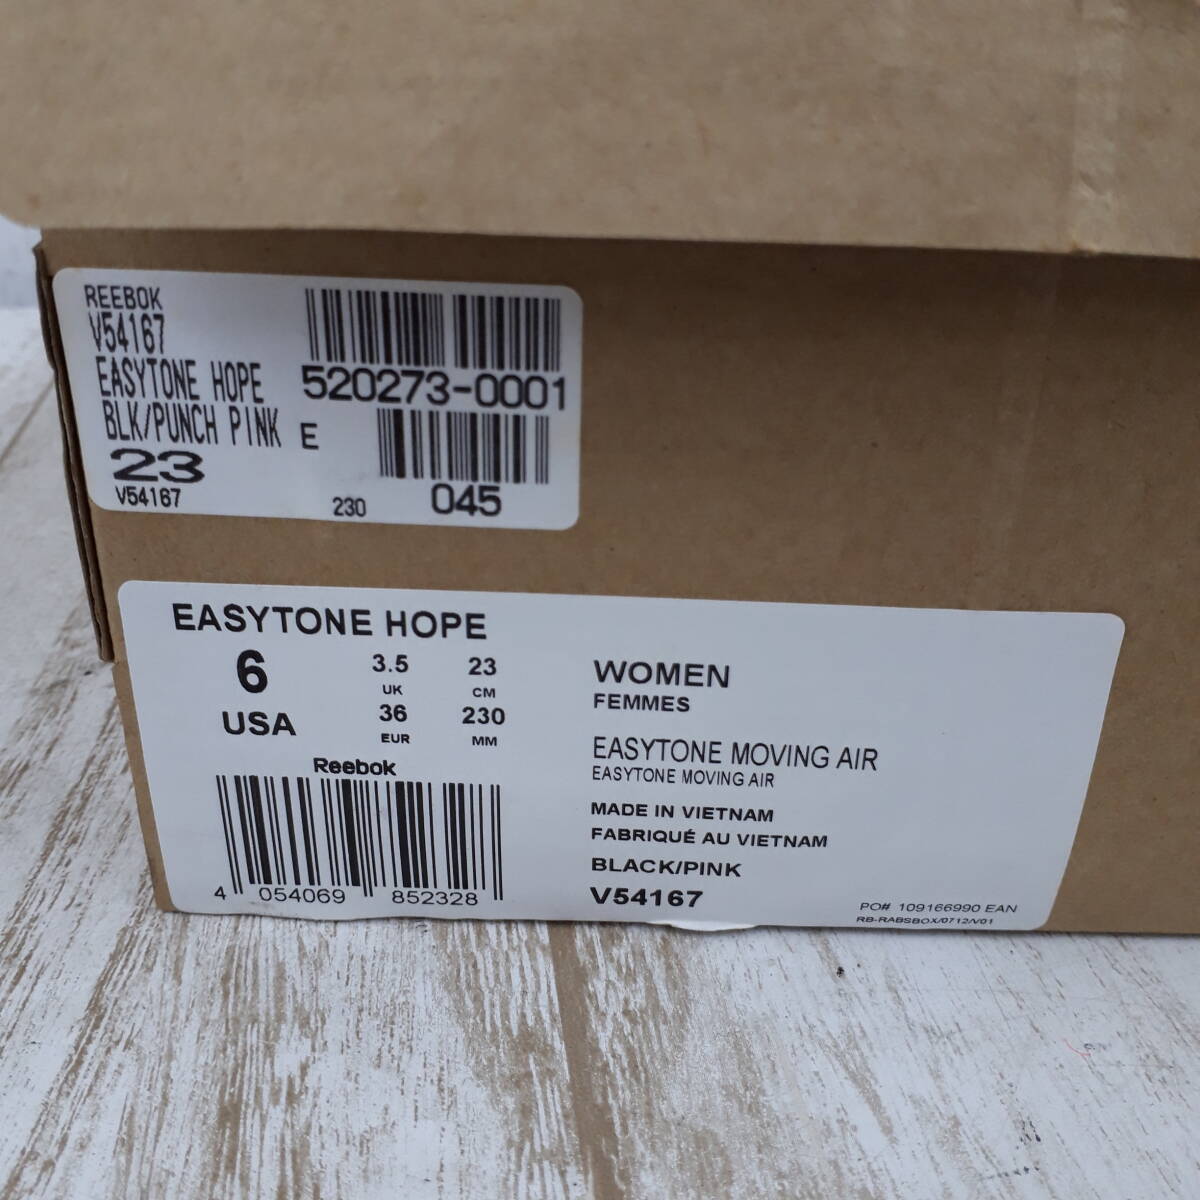 REEBOK
V54167
EASYTONE HOPE
BLK/PUNCH PINK
23
V54167
520273-0001
E
230
045
EASYTONE HOPE
6
USA
3.5
UK
23
CM
36
EUR
230
MM
Reebok
4 054069 852328
WOMEN
FEMMES
EASYTONE MOVING AIR
EASYTONE MOVING AIR
MADE IN VIETNAM
FABRIQUÉ AU VIETNAM
BLACK/PINK
V54167
PO# 109166990 EAN
RB-RABSBOX/0712/V01